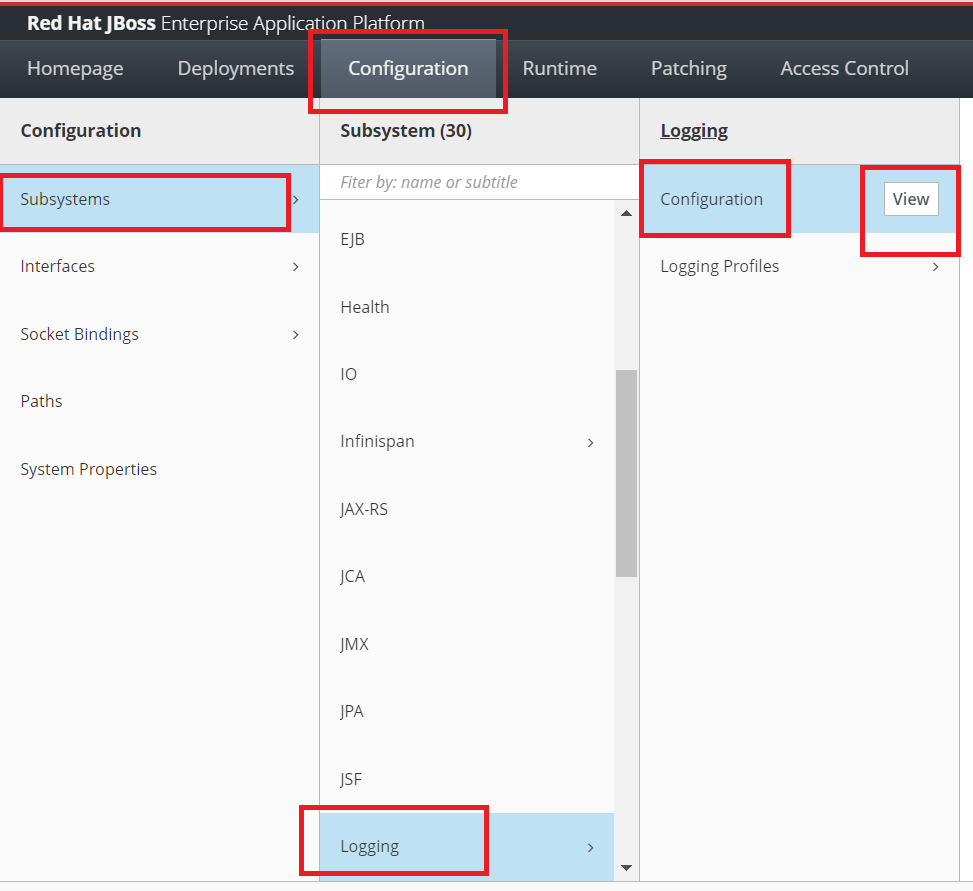 Red Hat JBoss Enterprise Application Platform
Homepage Deployments Configuration Runtime Patching Access Control
Configuration
Subsystems
Interfaces
Socket Bindings
Paths
System Properties
Subsystem (30)
Fiter by: name or subtitle
EJB
Health
IO
Infinispan
JAX-RS
JCA
JMX
JPA
JSF
Logging
Logging
Configuration View
Logging Profiles